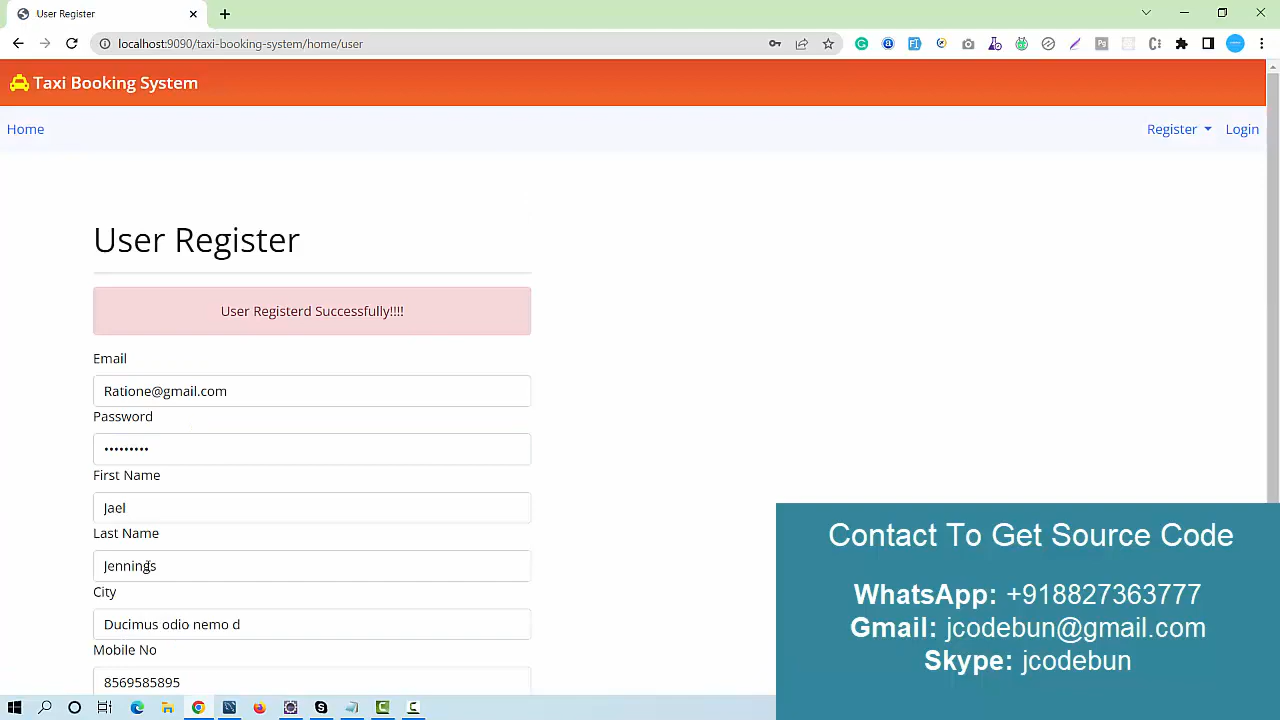 User Register
localhost:9090/taxi-booking-system/home/user
Taxi Booking System
Home
Register
Login
User Register
User Registerd Successfully!!!!
Email
Ratione@gmail.com
Password
•••••••••
First Name
Jael
Last Name
Jennings
City
Ducimus odio nemo d
Mobile No
8569585895
Contact To Get Source Code
WhatsApp: +918827363777
Gmail: jcodebun@gmail.com
Skype: jcodebun